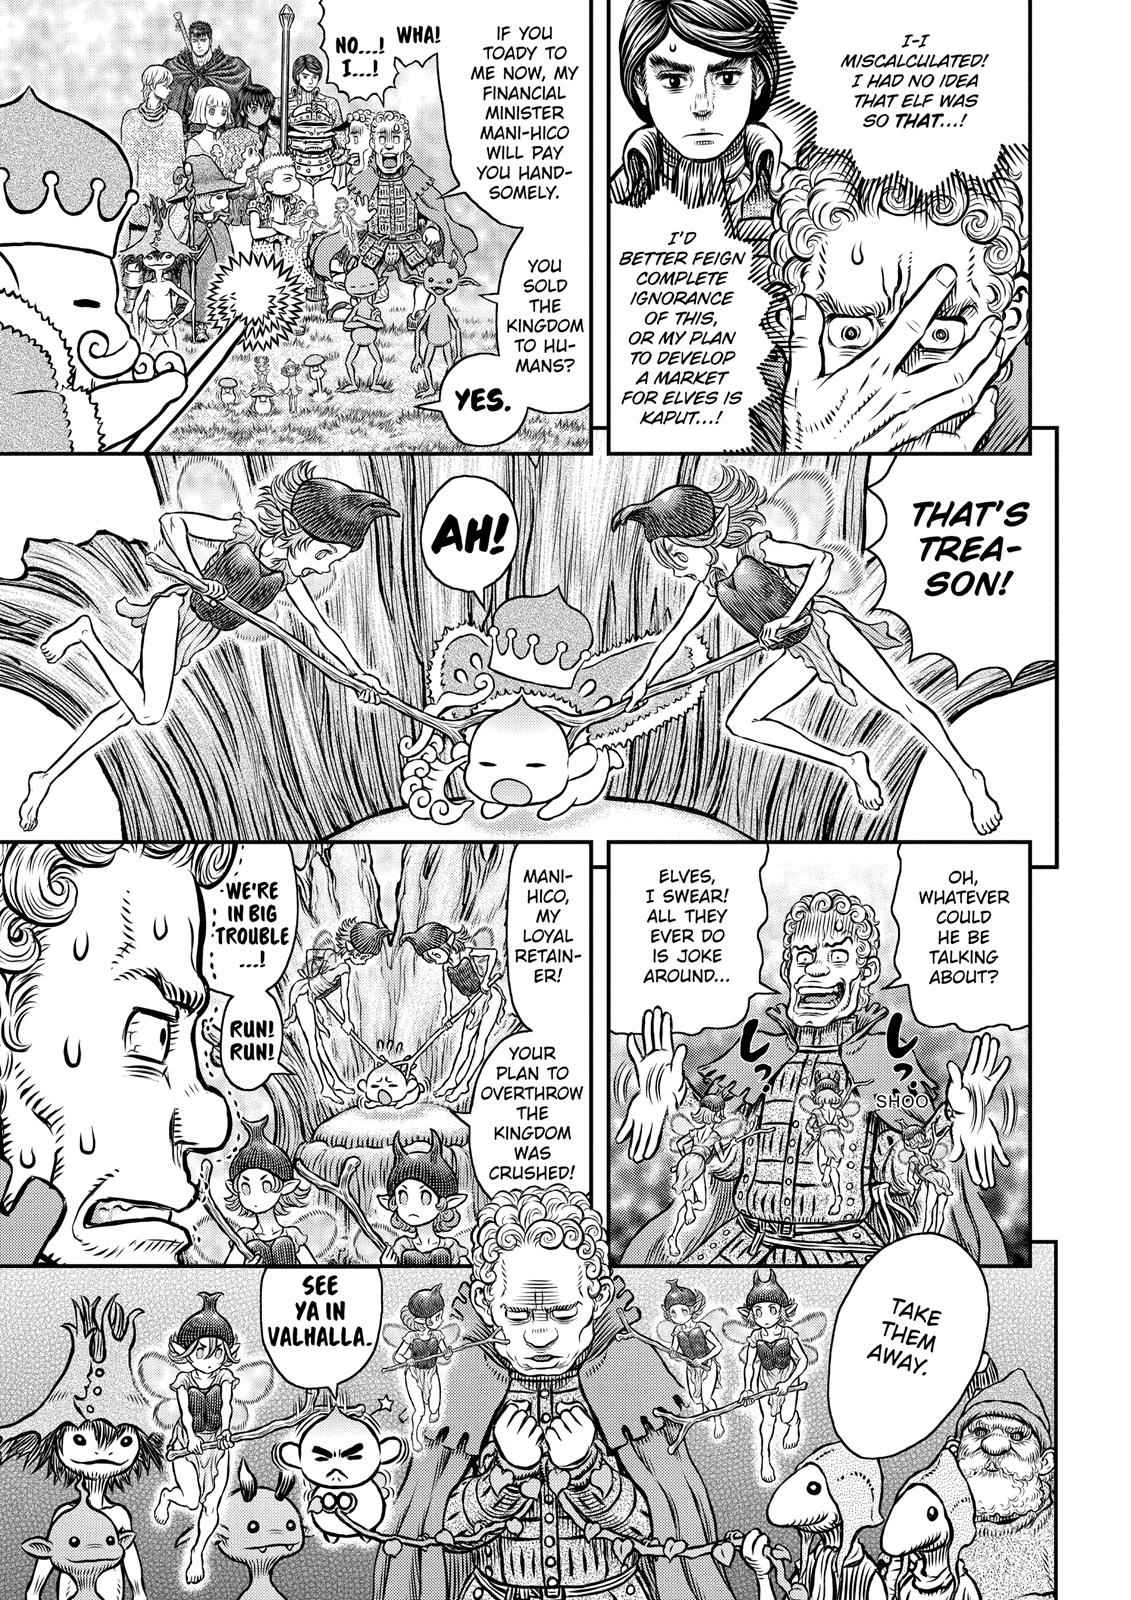 I-I
MISCALCULATED!
I HAD NO IDEA
THAT ELF WAS
SO THAT...!
I'D
BETTER FEIGN
COMPLETE
IGNORANCE
OF THIS,
OR MY PLAN
TO DEVELOP
A MARKET
FOR ELVES IS
KAPUT...!
IF YOU
TOADY TO
ME NOW, MY
FINANCIAL
MINISTER
MANI-HICO
WILL PAY
YOU HAND-
SOMELY.
WHA!
NO...!
I...!
YOU
SOLD
THE
KINGDOM
TO HU-
MANS?
YES.
THAT'S
TREA-
SON!
AH!
OH,
WHATEVER
COULD
HE BE
TALKING
ABOUT?
ELVES,
I SWEAR!
ALL THEY
EVER DO
IS JOKE
AROUND...
しっ
しっ
SHOO
MANI-
HICO,
MY
LOYAL
RETAIN-
ER!
YOUR
PLAN TO
OVERTHROW
THE
KINGDOM
WAS
CRUSHED!
WE'RE
IN BIG
TROUBLE
...!
RUN!
RUN!
TAKE
THEM
AWAY.
SEE
YA IN
VALHALLA.